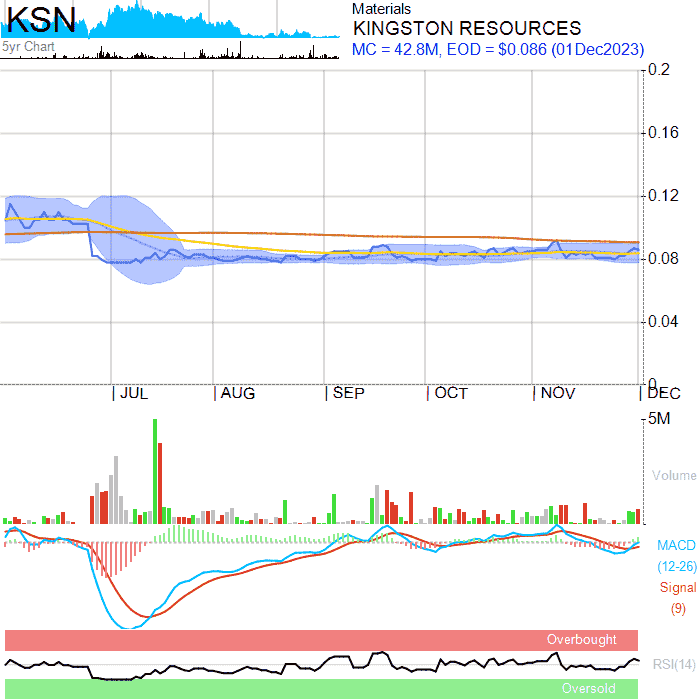 KSN
5yr Chart
Materials
KINGSTON RESOURCES
MC = 42.8M, EOD = $0.086 (01Dec2023)
0.2
0.16
0.12
0.08
0.04
0
JUL AUG SEP OCT NOV DEC
5M
Volume
MACD
(12-26)
Signal
(9)
Overbought
RSI(14)
Oversold